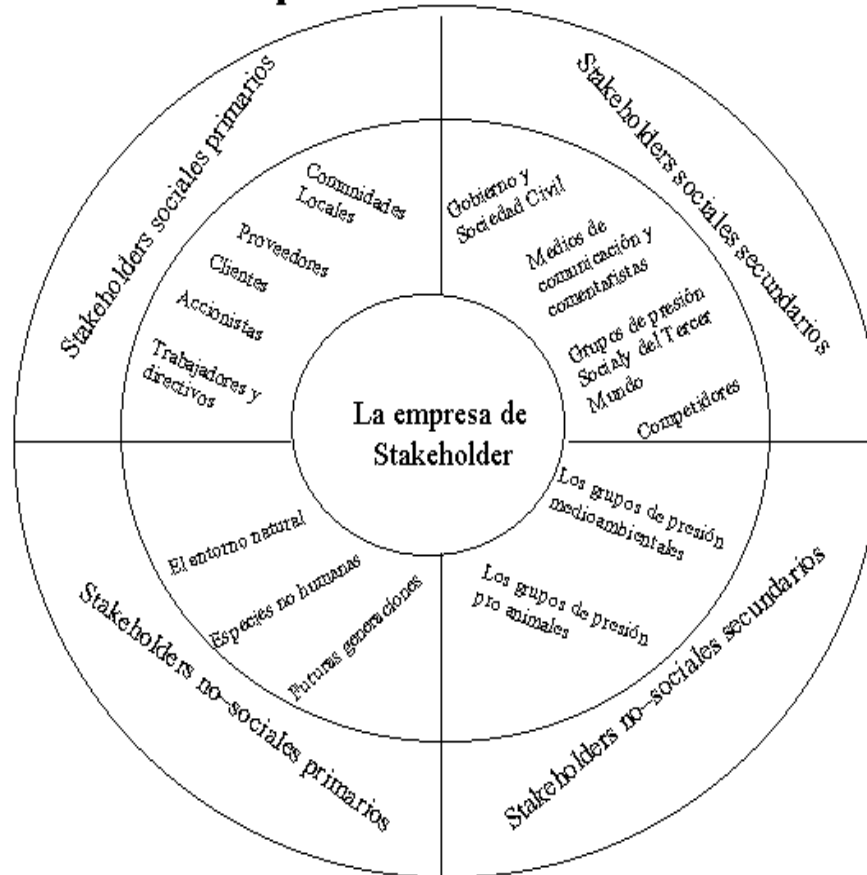 Stakeholders sociales primarios
Comunidades
Locales
Proveedores
Clientes
Accionistas
Trabajadores y
directivos
Stakeholders sociales secundarios
Gobierno y
Sociedad Civil
Medios de
comunicación y
comentaristas
Grupos de presión
Social y del Tercer
Mundo
Competidores
La empresa de
Stakeholder
Stakeholders no-sociales primarios
El entorno natural
Especies no humanas
Futuras generaciones
Stakeholders no-sociales secundarios
Los grupos de presión
medioambientales
Los grupos de presión
pro animales